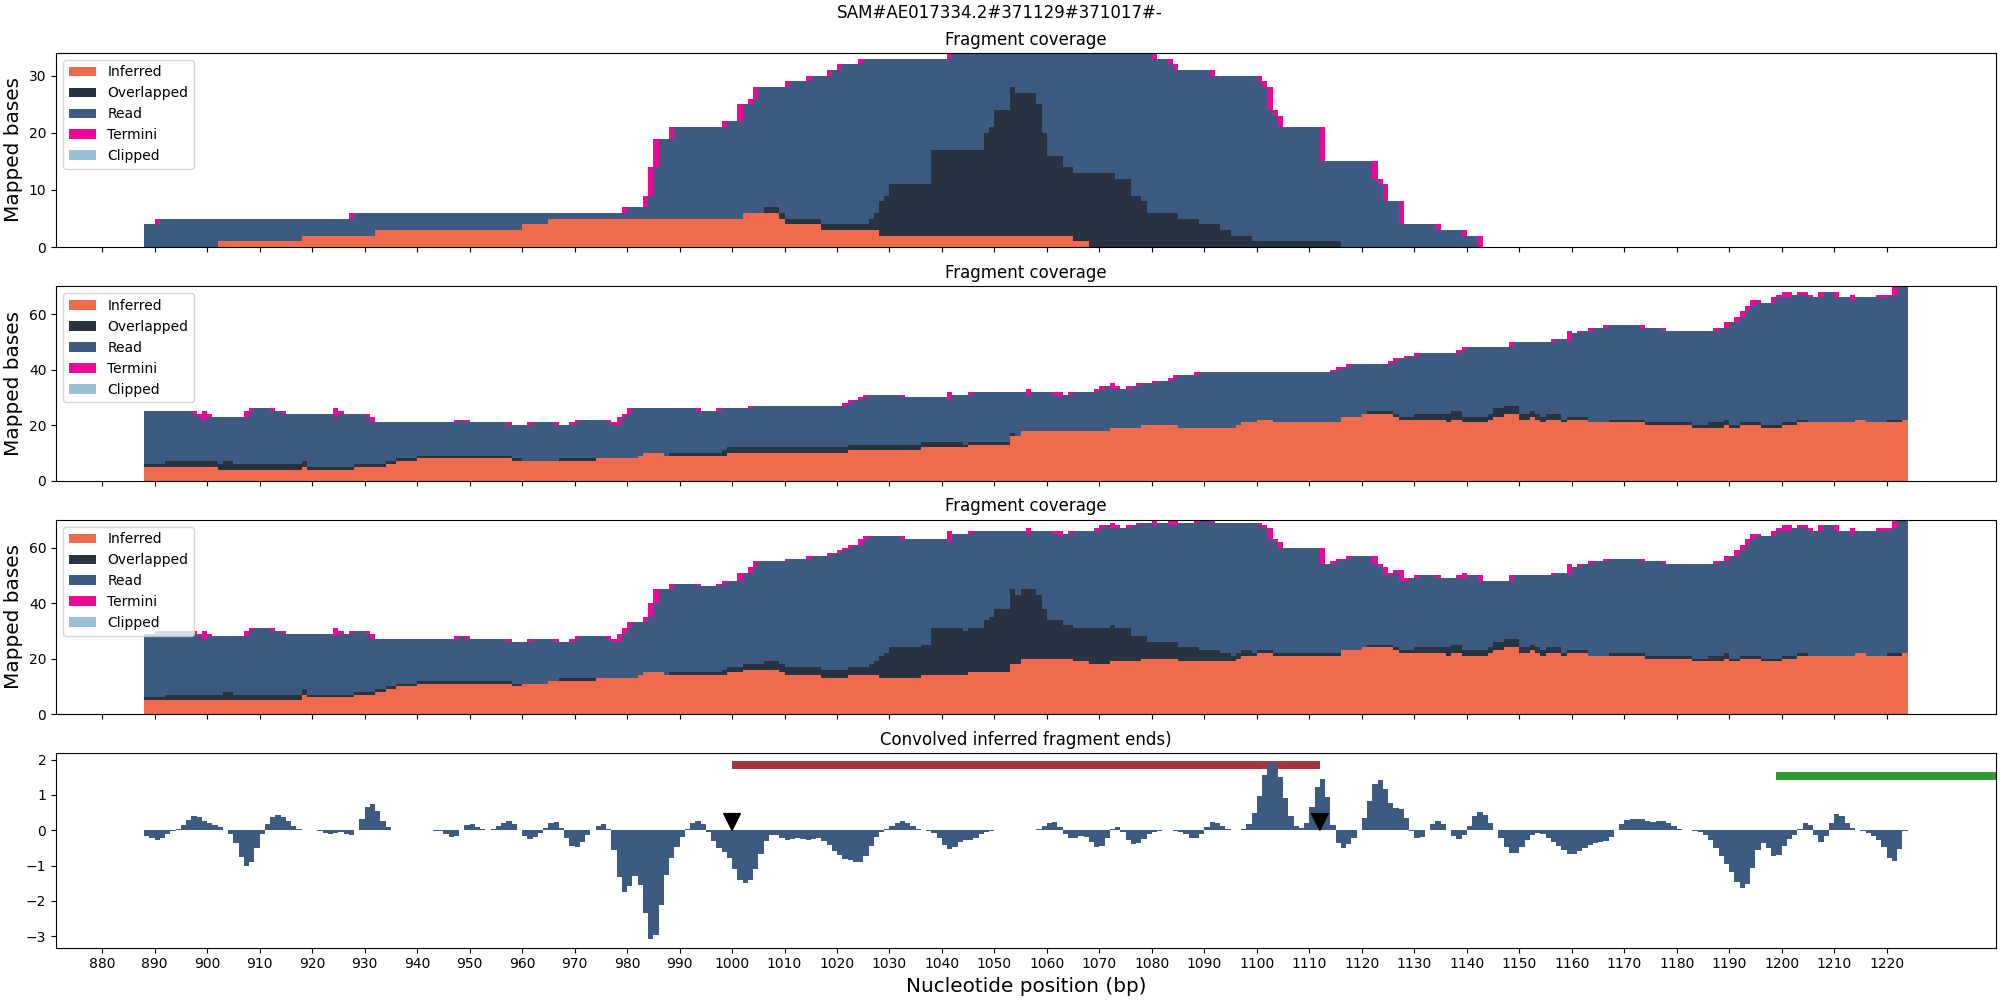 SAM#AE017334.2#371129#371017#-
Fragment coverage
Mapped bases
30
20
10
0
Inferred
Overlapped
Read
Termini
Clipped
Fragment coverage
Mapped bases
60
40
20
0
Inferred
Overlapped
Read
Termini
Clipped
Fragment coverage
Mapped bases
60
40
20
0
Inferred
Overlapped
Read
Termini
Clipped
Convolved inferred fragment ends)
2
1
0
−1
−2
−3
880 890 900 910 920 930 940 950 960 970 980 990 1000 1010 1020 1030 1040 1050 1060 1070 1080 1090 1100 1110 1120 1130 1140 1150 1160 1170 1180 1190 1200 1210 1220
Nucleotide position (bp)